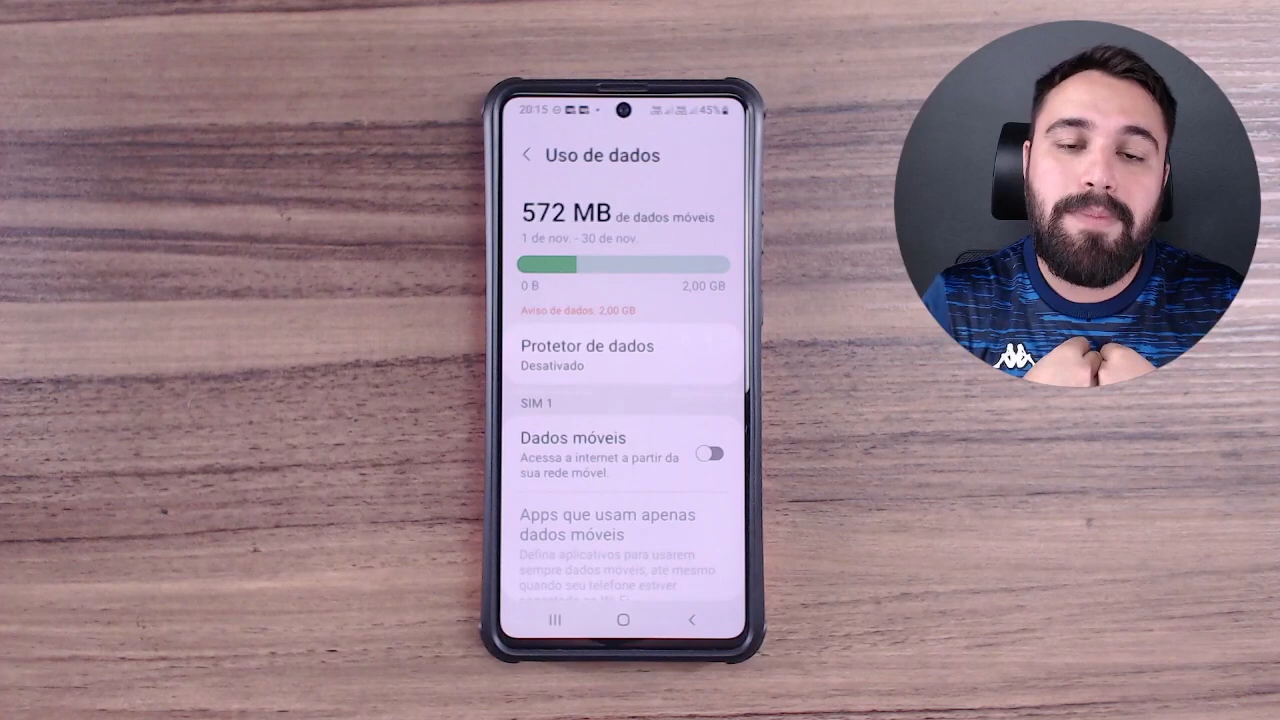 20:15
45%
Uso de dados
572 MB de dados móveis
1 de nov. - 30 de nov.
0 B 2,00 GB
Aviso de dados: 2,00 GB
Protetor de dados
Desativado
SIM 1
Dados móveis
Acessa a internet a partir da
sua rede móvel.
Apps que usam apenas
dados móveis
Defina aplicativos para usarem
sempre dados móveis, até mesmo
quando seu telefone estiver